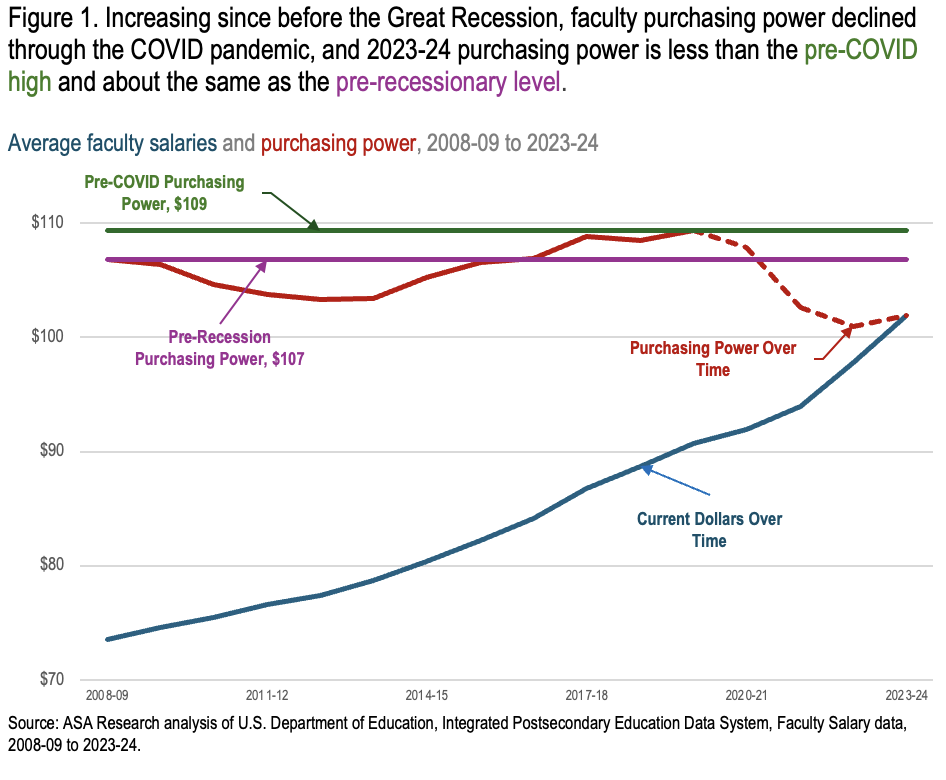 Figure 1. Increasing since before the Great Recession, faculty purchasing power declined
through the COVID pandemic, and 2023-24 purchasing power is less than the pre-COVID
high and about the same as the pre-recessionary level.
Average faculty salaries and purchasing power, 2008-09 to 2023-24
Pre-COVID Purchasing
Power, $109
$110
Pre-Recession
Purchasing Power, $107
$100
Purchasing Power Over
Time
$90
Current Dollars Over
Time
$80
$70
2008-09 2011-12 2014-15 2017-18 2020-21 2023-24
Source: ASA Research analysis of U.S. Department of Education, Integrated Postsecondary Education Data System, Faculty Salary data,
2008-09 to 2023-24.